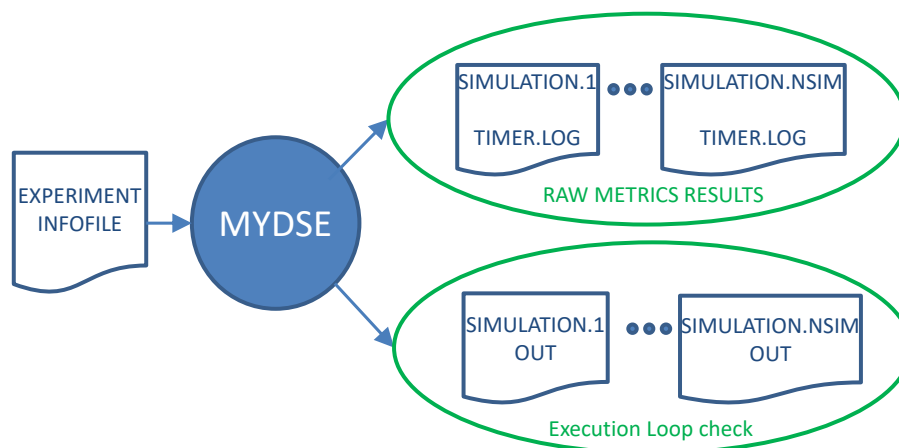 EXPERIMENT
INFOFILE
MYDSE
SIMULATION.1
TIMER.LOG
SIMULATION.NSIM
TIMER.LOG
RAW METRICS RESULTS
SIMULATION.1
OUT
SIMULATION.NSIM
OUT
Execution Loop check